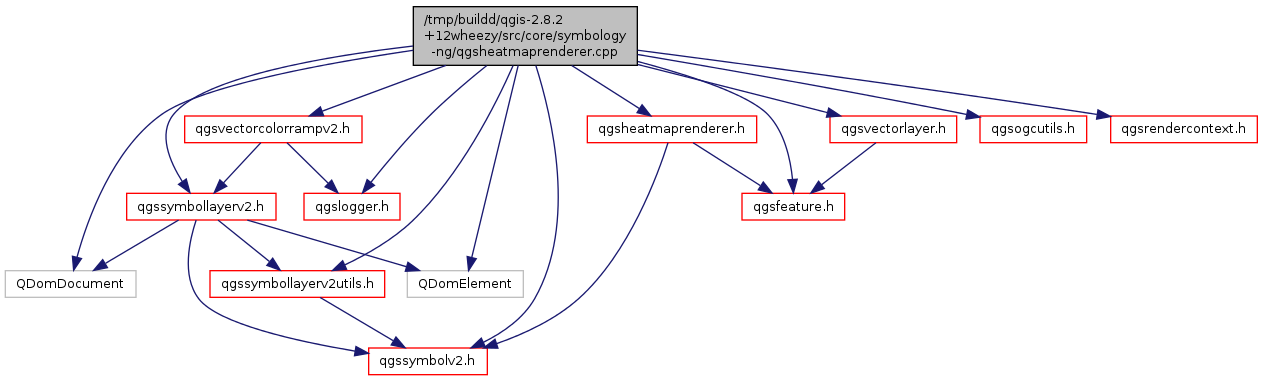 /tmp/buildd/qgis-2.8.2
+12wheezy/src/core/symbology
-ng/qgsheatmaprenderer.cpp
qgsvectorcolorrampv2.h
qgsheatmaprenderer.h
qgsvectorlayer.h
qgsogcutils.h
qgsrendercontext.h
qgssymbollayerv2.h
qgslogger.h
qgsfeature.h
QDomDocument
qgssymbollayerv2utils.h
QDomElement
qgssymbolv2.h